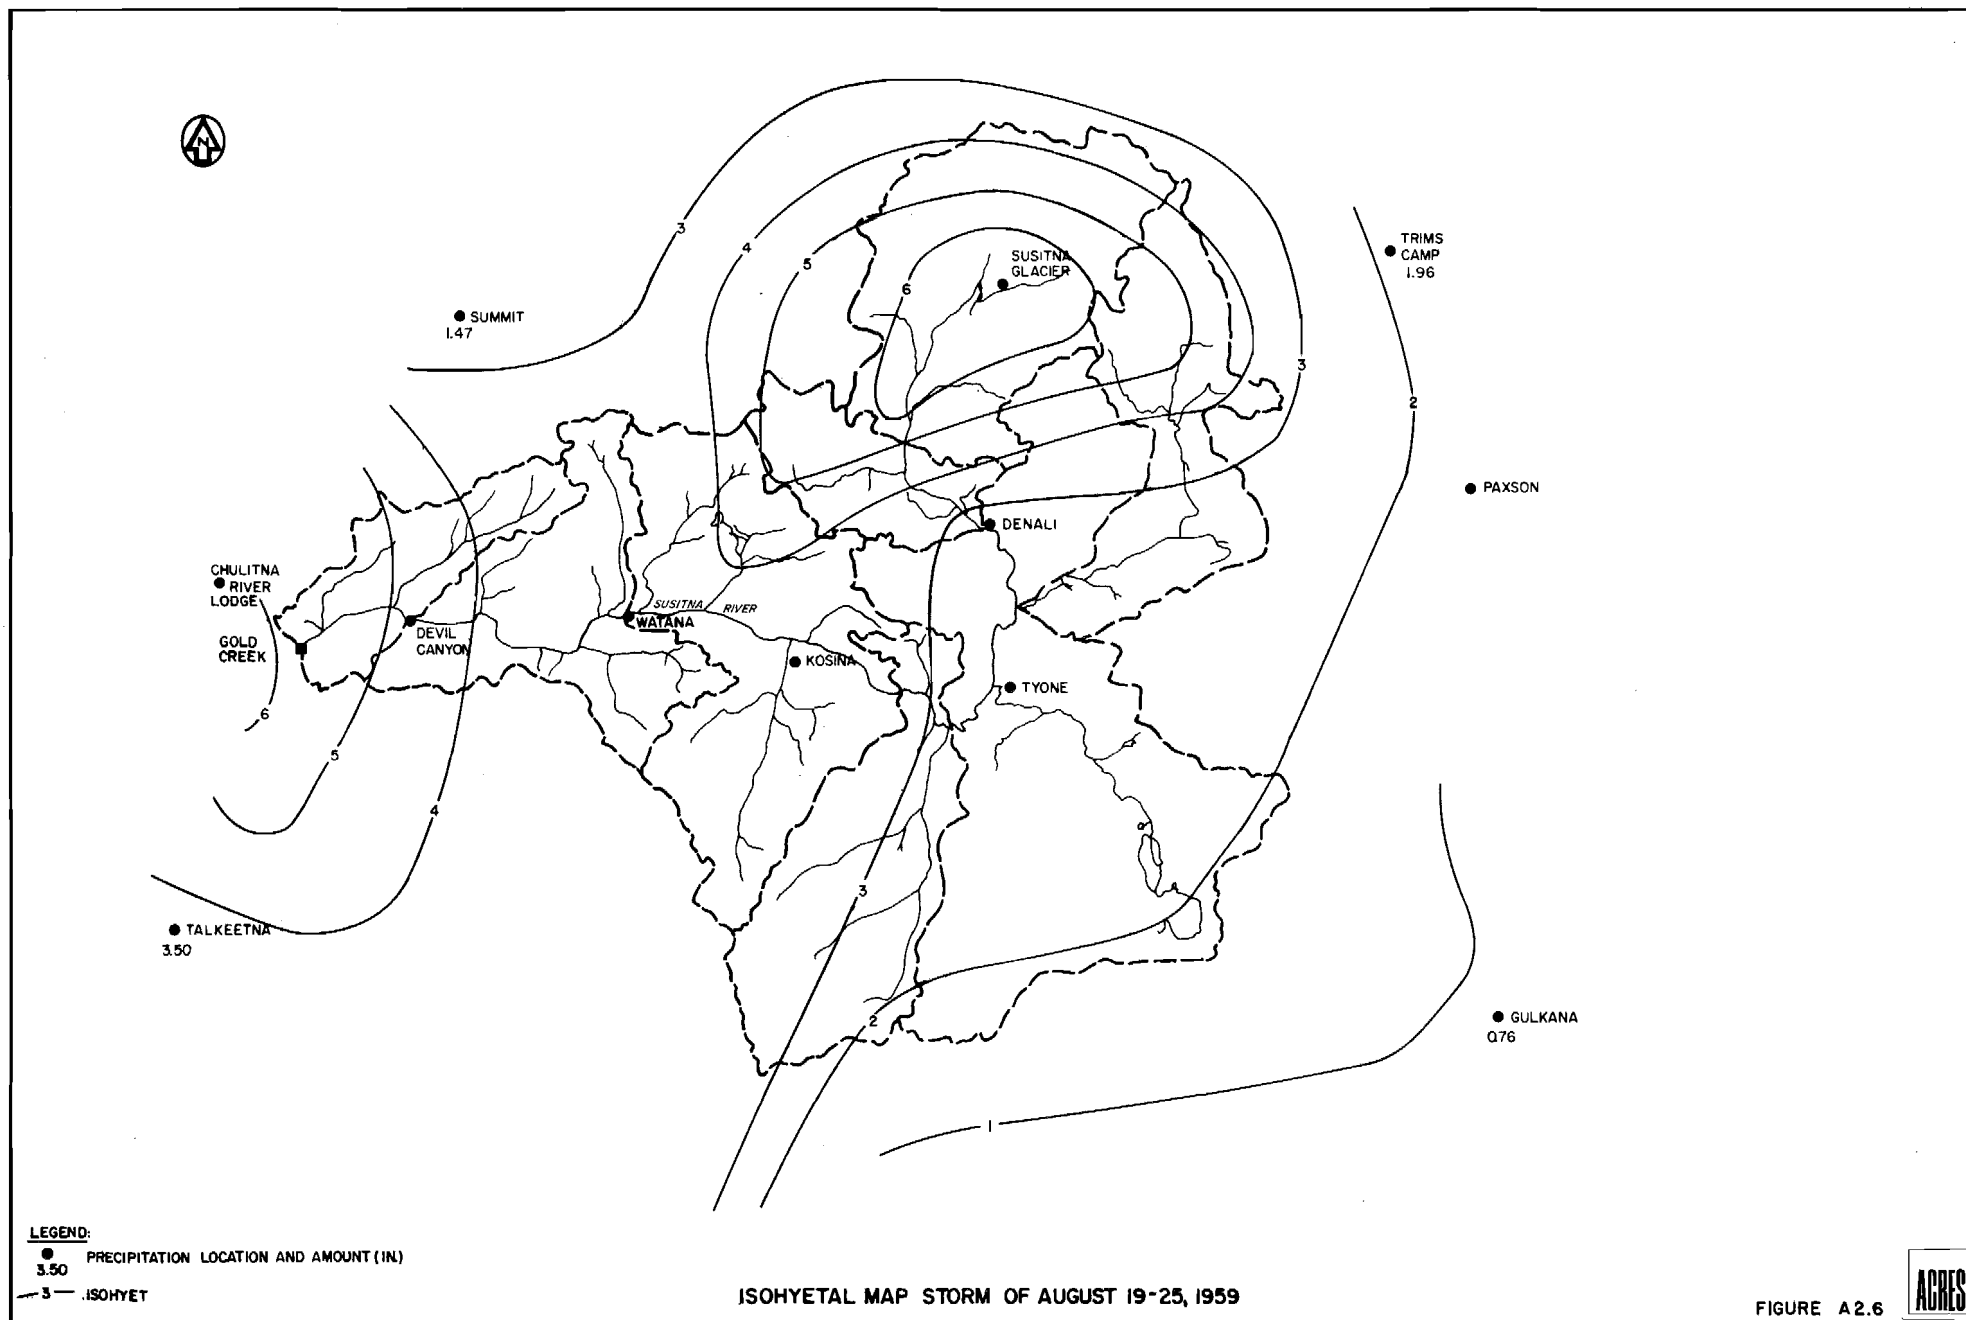 N
3
4
5
6
SUSITNA
GLACIER
TRIMS
CAMP
1.96
SUMMIT
1.47
3
2
PAXSON
DENALI
CHULITNA
RIVER
LODGE
SUSITNA RIVER
WATANA
DEVIL
CANYON
GOLD
CREEK
KOSINA
TYONE
6
5
4
3
TALKEETNA
3.50
2
GULKANA
0.76
1
LEGEND:
3.50 PRECIPITATION LOCATION AND AMOUNT (IN.)
3 ISOHYET
ISOHYETAL MAP STORM OF AUGUST 19-25, 1959
FIGURE A2.6
ACRES